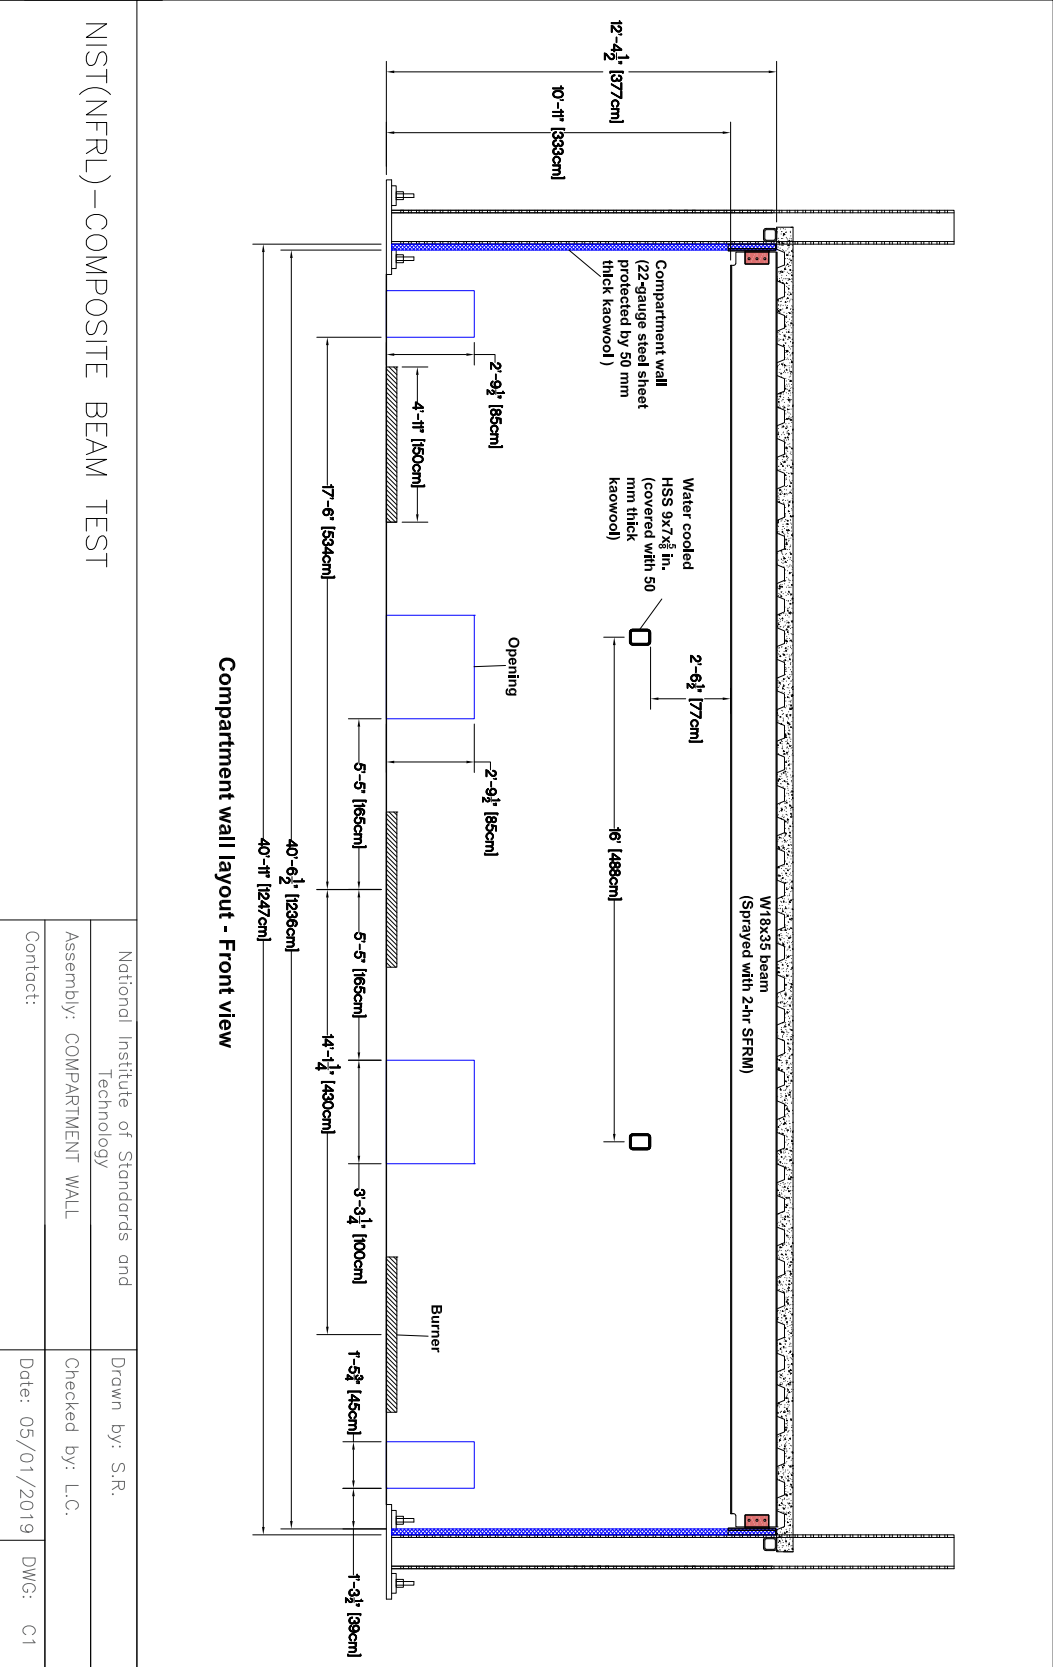 12'-4½" [377cm]
10'-11" [333cm]
Compartment wall
(22-gauge steel sheet
protected by 50 mm
thick kaowool )
Water cooled
HSS 9x7x⅝ in.
(covered with 50
mm thick
kaowool)
2'-6½" [77cm]
16' [488cm]
W18x35 beam
(Sprayed with 2-hr SFRM)
2'-9½" [85cm]
4'-11" [150cm]
Opening
2'-9½" [85cm]
Burner
5'-5" [165cm]
5'-5" [165cm]
3'-3¼" [100cm]
1'-5¾" [45cm]
1'-3½" [39cm]
17'-6" [534cm]
14'-1¼" [430cm]
40'-6½" [1236cm]
40'-11" [1247cm]
Compartment wall layout - Front view
NIST(NFRL)-COMPOSITE BEAM TEST
National Institute of Standards and
Technology
Drawn by: S.R.
Assembly: COMPARTMENT WALL
Checked by: L.C.
Contact:
Date: 05/01/2019
DWG: C1